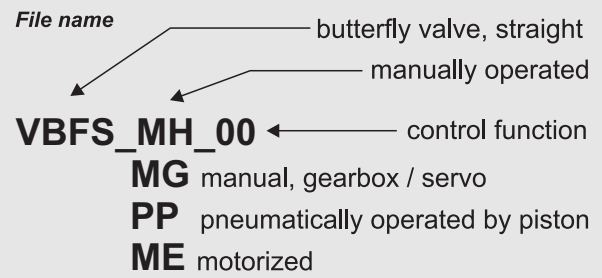 File name
butterfly valve, straight
manually operated
VBFS_MH_00 control function
MG manual, gearbox / servo
PP pneumatically operated by piston
ME motorized